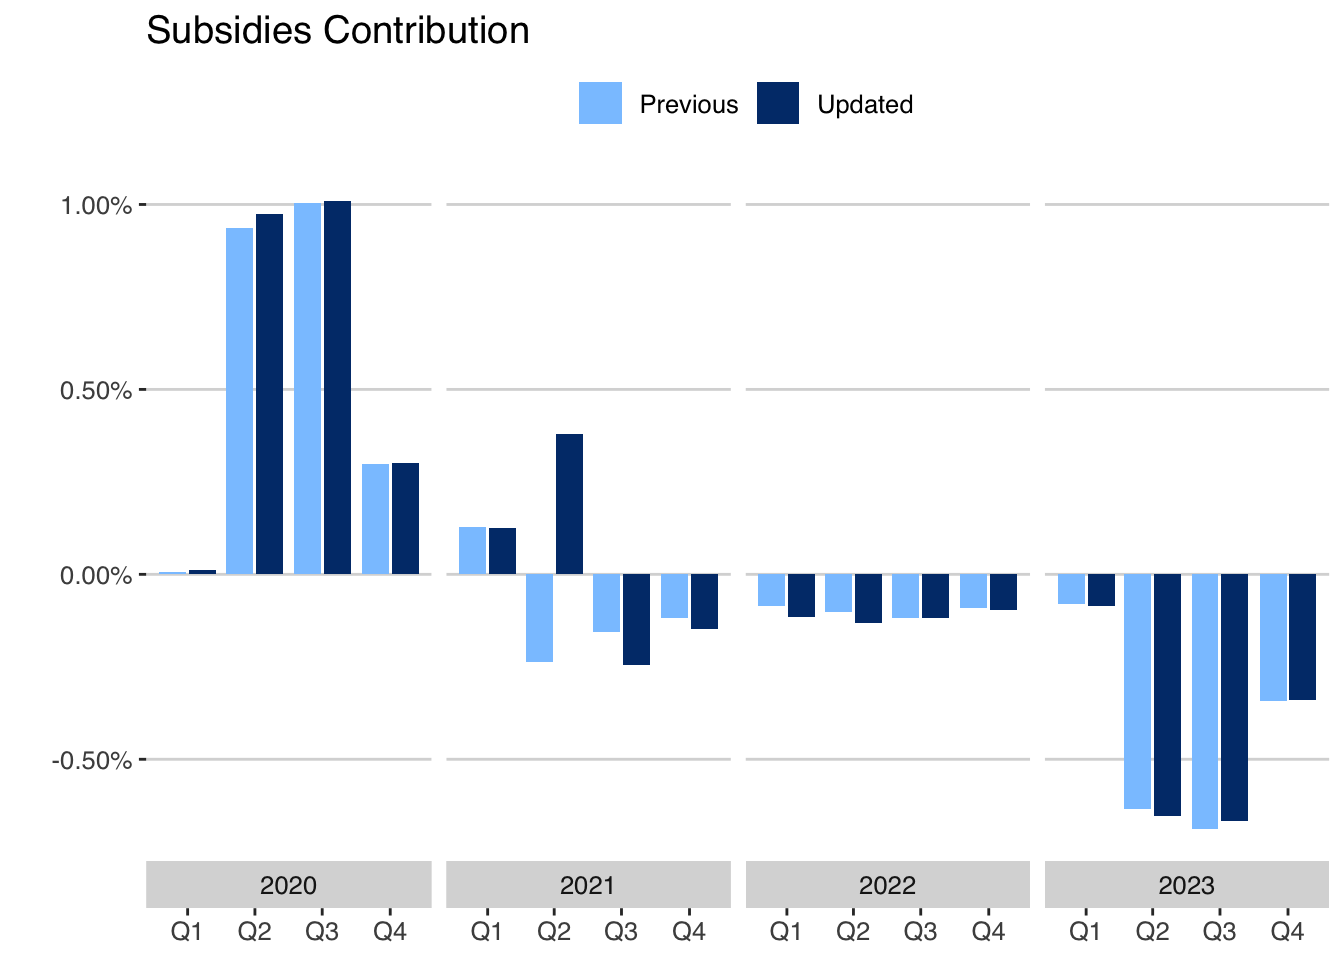 Subsidies Contribution
Previous Updated
1.00%
0.50%
0.00%
-0.50%
2020 2021 2022 2023
Q1 Q2 Q3 Q4 Q1 Q2 Q3 Q4 Q1 Q2 Q3 Q4 Q1 Q2 Q3 Q4